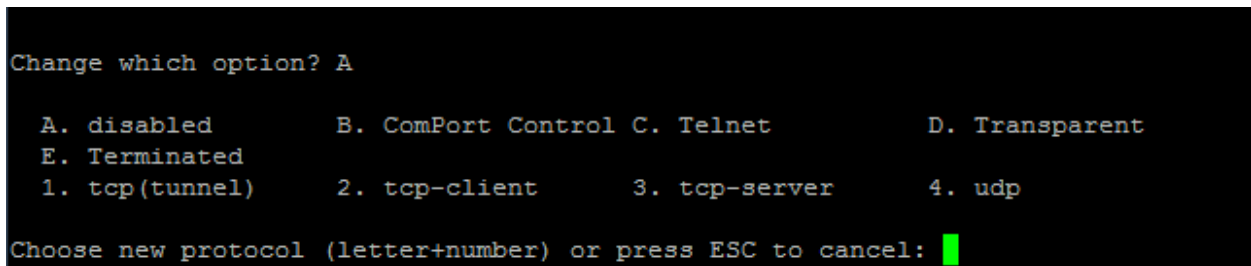 Change which option? A
A. disabled B. ComPort Control C. Telnet D. Transparent
E. Terminated
1. tcp(tunnel) 2. tcp-client 3. tcp-server 4. udp
Choose new protocol (letter+number) or press ESC to cancel: